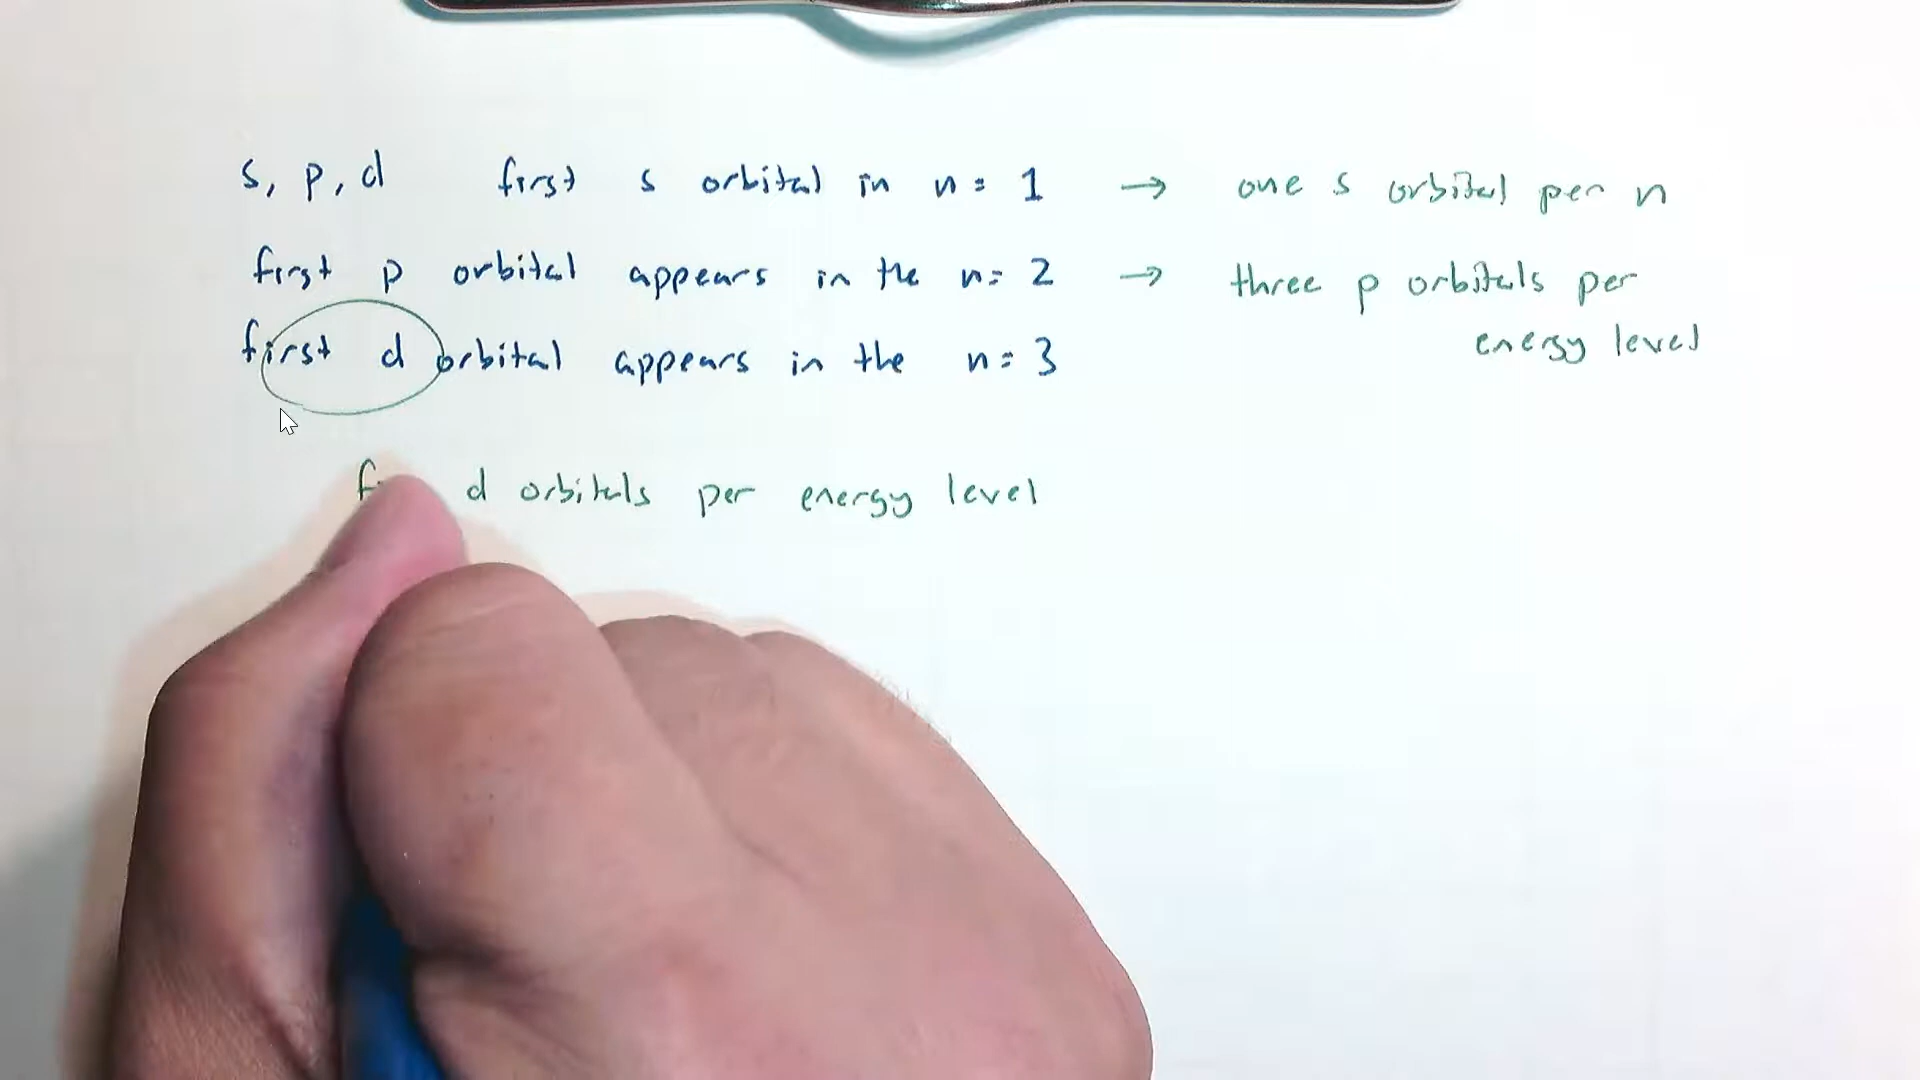 s, p, d first s orbital in n = 1 → one s orbital per n
first p orbital appears in the n = 2 → three p orbitals per energy level
first d orbital appears in the n = 3
d orbitals per energy level